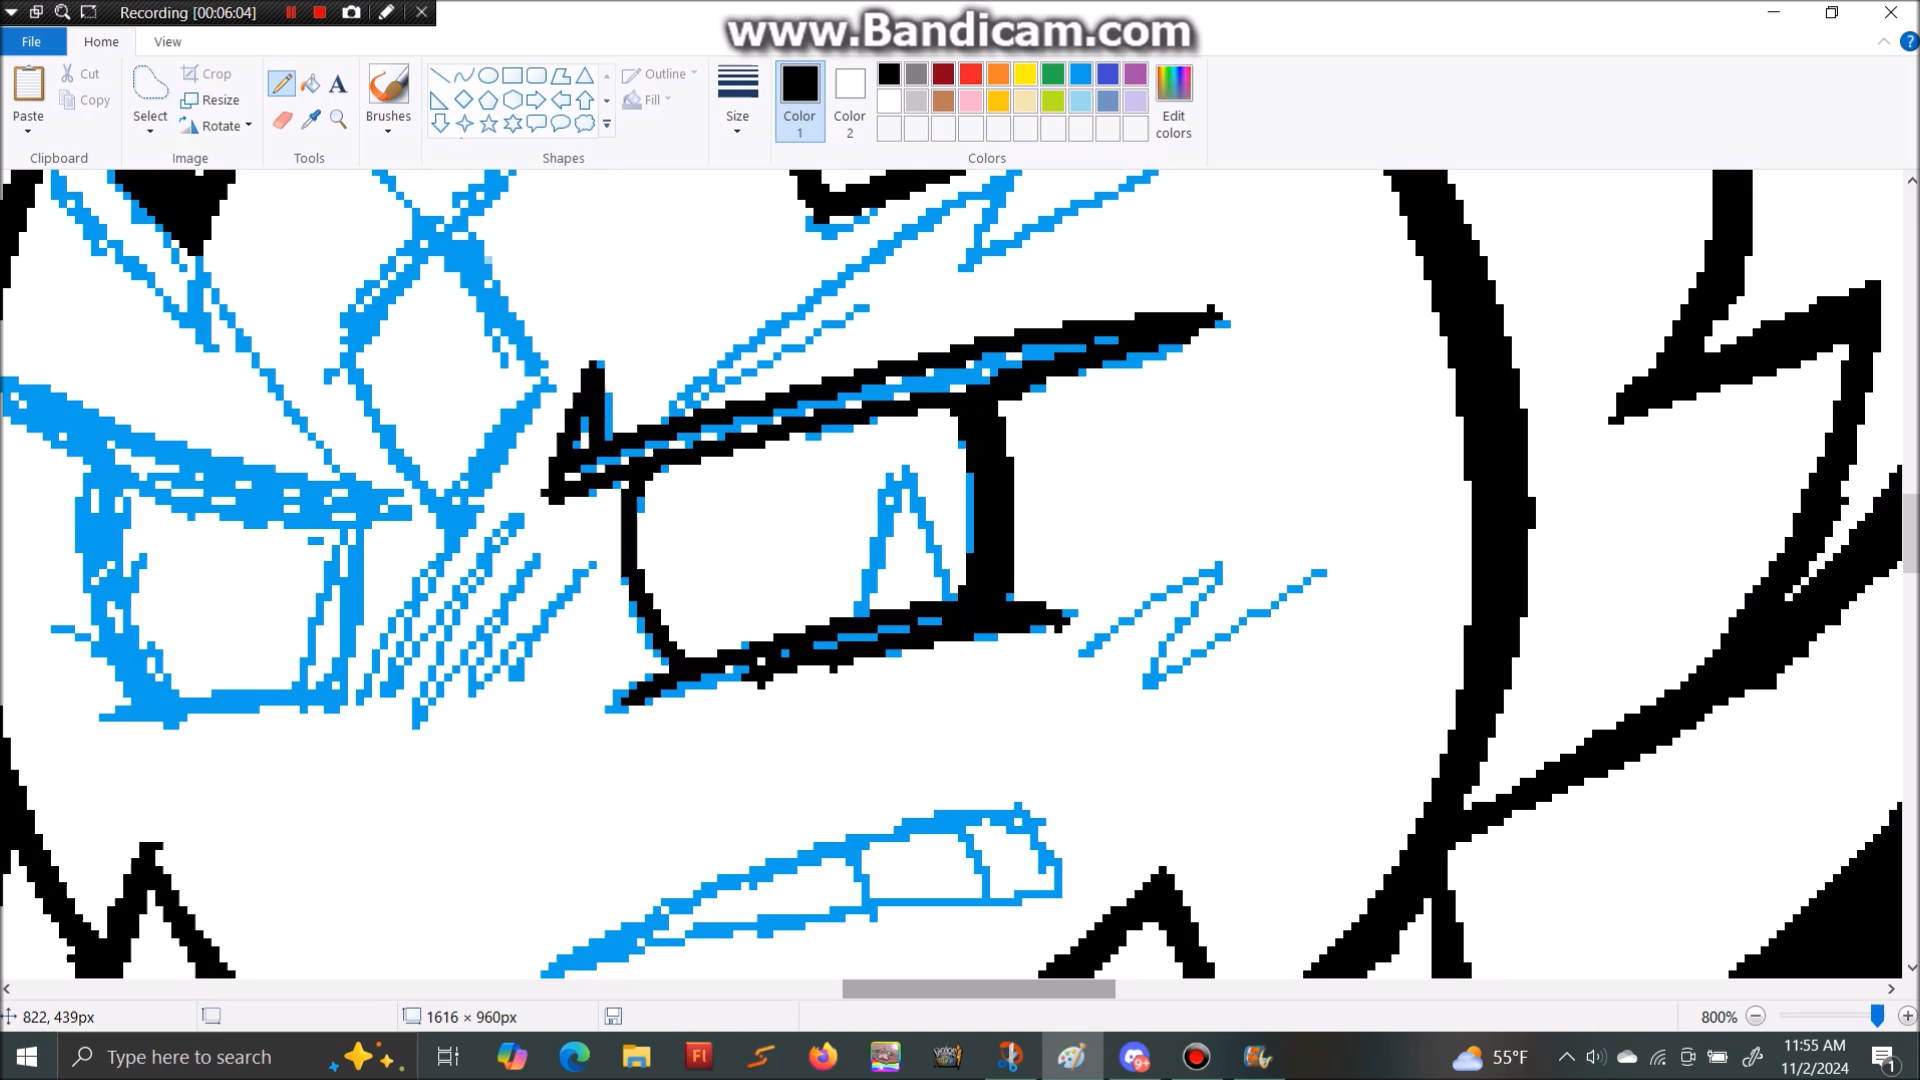 Recording [00:06:04]
www.Bandicam.com
File Home View
Paste
Cut
Copy
Clipboard
Select
Crop
Resize
Rotate
Image
A
Tools
Brushes
Outline
Fill
Shapes
Size
Color 1
Color 2
Edit colors
Colors
822, 439px
1616 × 960px
800%
Type here to search
Fl
55°F
11:55 AM
11/2/2024
1